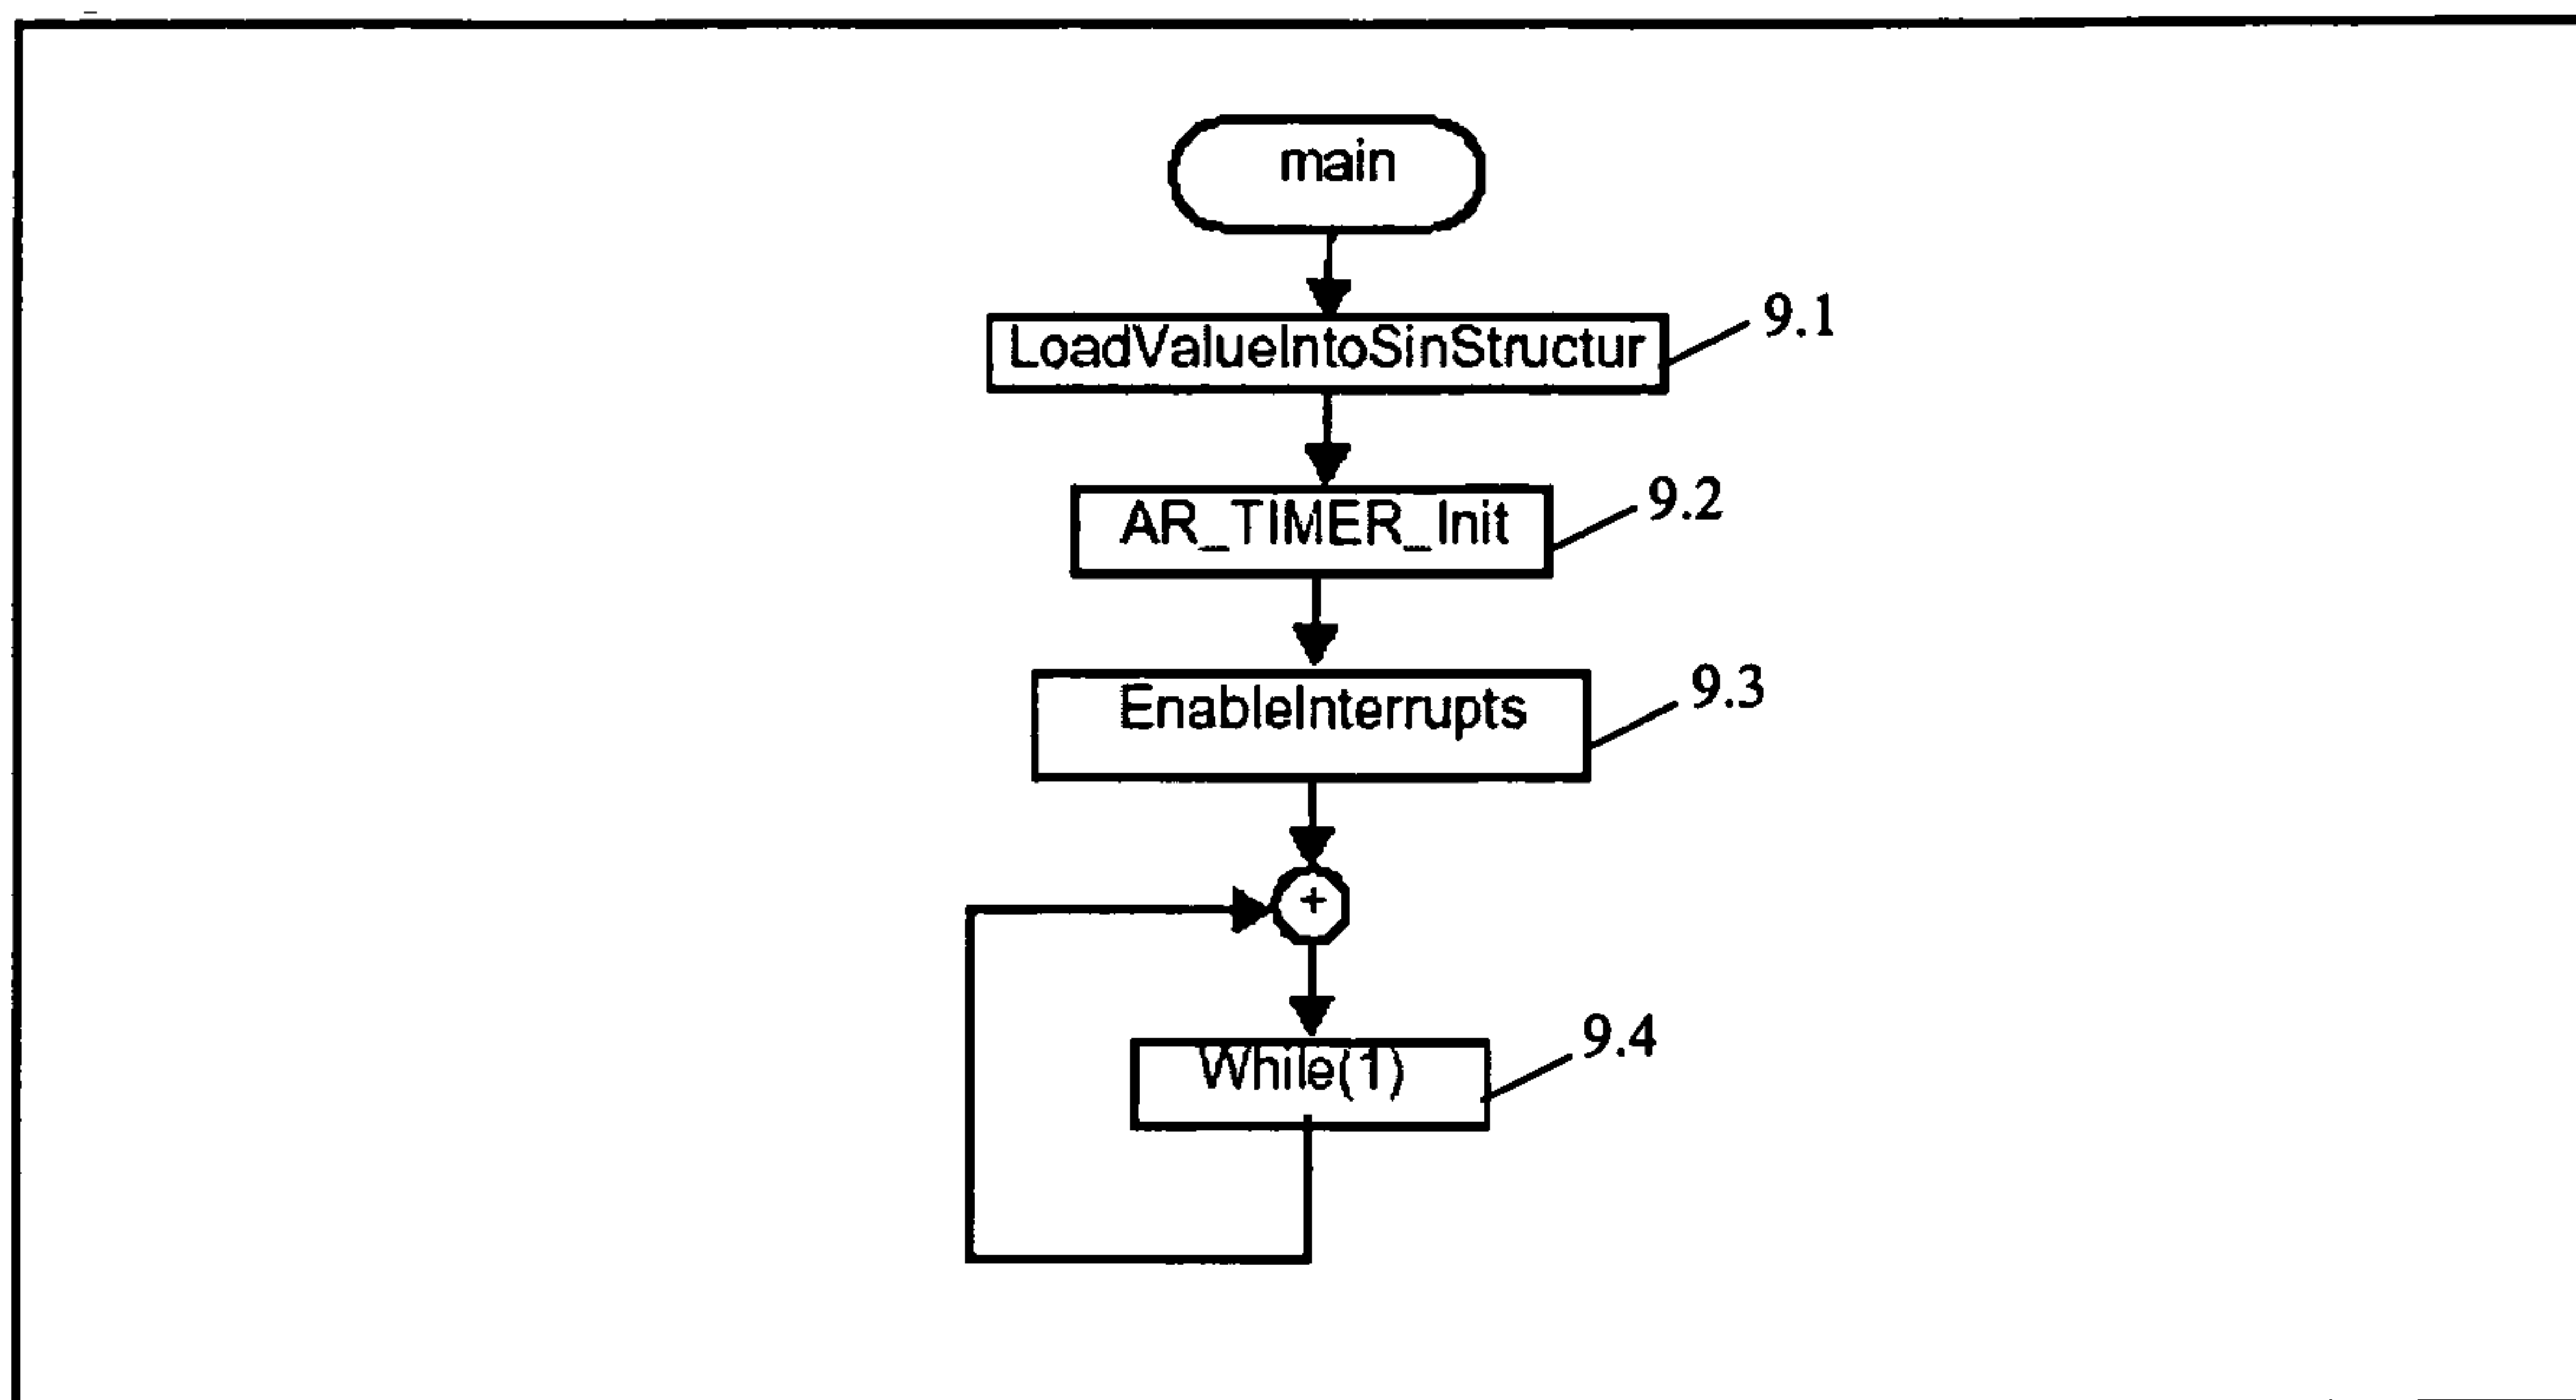 main
LoadValueIntoSinStructur
9.1
AR_TIMER_Init
9.2
EnableInterrupts
9.3
+
While(1)
9.4